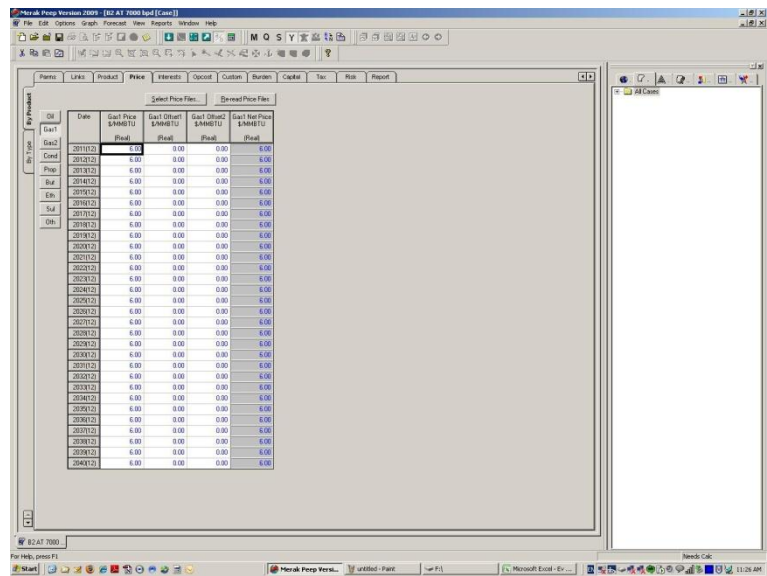 Merak Peep Version 2009 - [B2 AT 7000 bpd [Case]]
File Edit Options Graph Forecast View Reports Window Help
M Q S Y
Parms Links Product Price Interests Opcost Custom Burden Capital Tax Risk Report
All Cases
Select Price Files... Re-read Price Files
By Product
By Type
Oil
Gas1
Gas2
Cond
Prop
But
Eth
Sul
Oth
Date Gas1 Price Gas1 Offset1 Gas1 Offset2 Gas1 Net Price
$/MMBTU $/MMBTU $/MMBTU $/MMBTU
(Real) (Real) (Real) (Real)
2011(12) 6.00 0.00 0.00 6.00
2012(12) 6.00 0.00 0.00 6.00
2013(12) 6.00 0.00 0.00 6.00
2014(12) 6.00 0.00 0.00 6.00
2015(12) 6.00 0.00 0.00 6.00
2016(12) 6.00 0.00 0.00 6.00
2017(12) 6.00 0.00 0.00 6.00
2018(12) 6.00 0.00 0.00 6.00
2019(12) 6.00 0.00 0.00 6.00
2020(12) 6.00 0.00 0.00 6.00
2021(12) 6.00 0.00 0.00 6.00
2022(12) 6.00 0.00 0.00 6.00
2023(12) 6.00 0.00 0.00 6.00
2024(12) 6.00 0.00 0.00 6.00
2025(12) 6.00 0.00 0.00 6.00
2026(12) 6.00 0.00 0.00 6.00
2027(12) 6.00 0.00 0.00 6.00
2028(12) 6.00 0.00 0.00 6.00
2029(12) 6.00 0.00 0.00 6.00
2030(12) 6.00 0.00 0.00 6.00
2031(12) 6.00 0.00 0.00 6.00
2032(12) 6.00 0.00 0.00 6.00
2033(12) 6.00 0.00 0.00 6.00
2034(12) 6.00 0.00 0.00 6.00
2035(12) 6.00 0.00 0.00 6.00
2036(12) 6.00 0.00 0.00 6.00
2037(12) 6.00 0.00 0.00 6.00
2038(12) 6.00 0.00 0.00 6.00
2039(12) 6.00 0.00 0.00 6.00
2040(12) 6.00 0.00 0.00 6.00
B2 AT 7000 ...
For Help, press F1 Needs Calc
Start Merak Peep Versi... untitled - Paint F:\ Microsoft Excel - Ev ... 11:26 AM